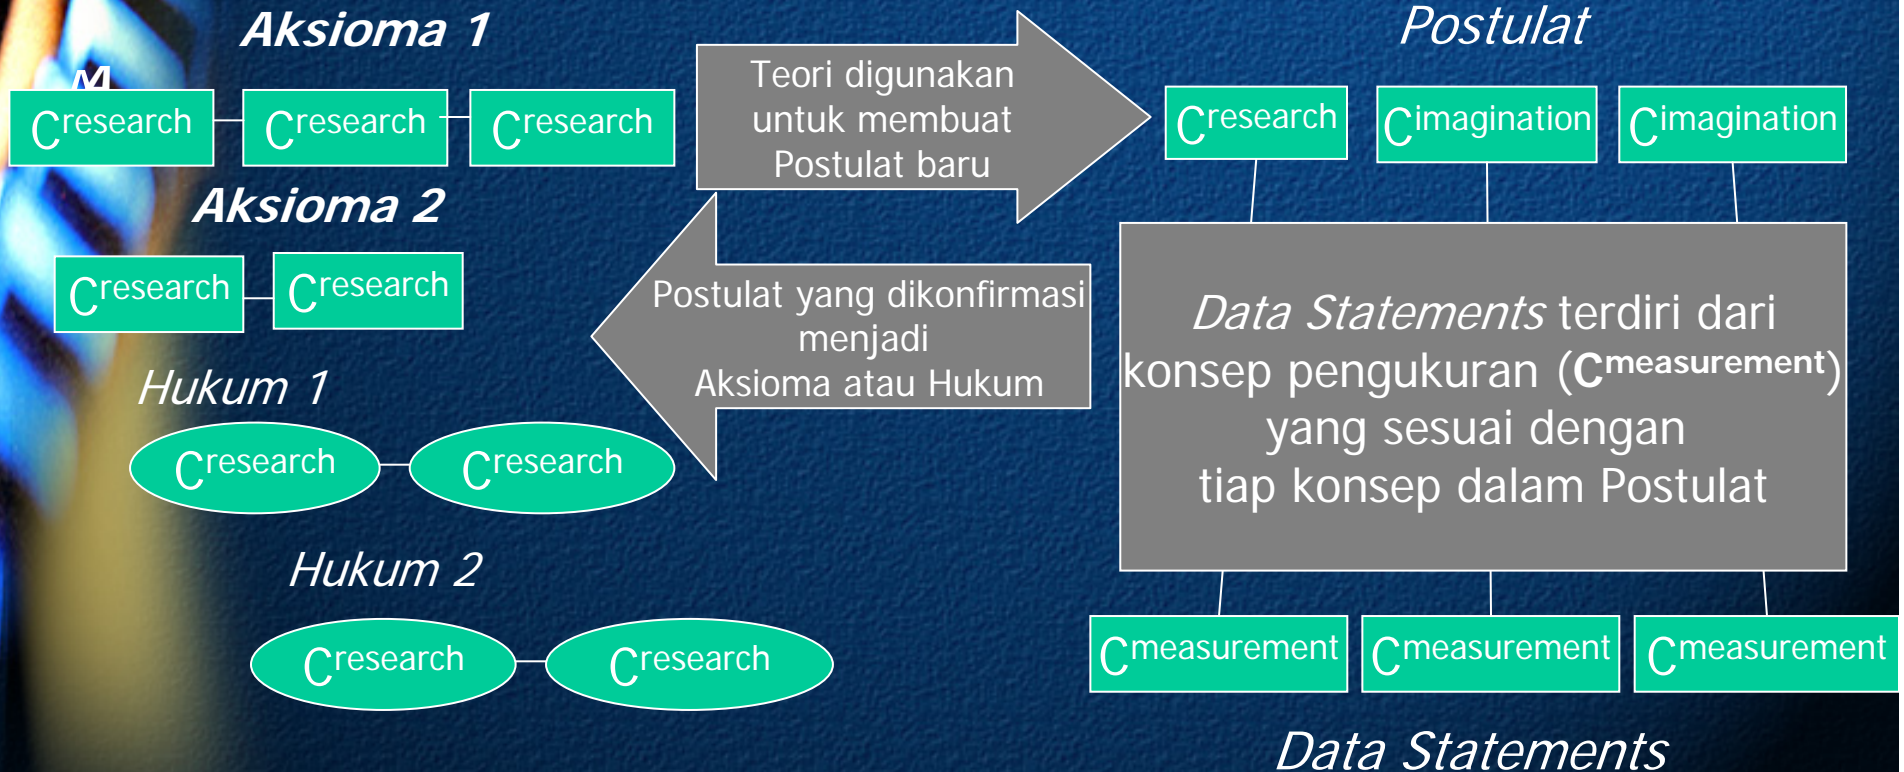 Aksioma 1
M
Cresearch Cresearch Cresearch
Aksioma 2
Cresearch Cresearch
Hukum 1
Cresearch Cresearch
Hukum 2
Cresearch Cresearch
Teori digunakan
untuk membuat
Postulat baru
Postulat yang dikonfirmasi
menjadi
Aksioma atau Hukum
Postulat
Cresearch Cimagination Cimagination
Data Statements terdiri dari
konsep pengukuran (Cmeasurement)
yang sesuai dengan
tiap konsep dalam Postulat
Cmeasurement Cmeasurement Cmeasurement
Data Statements